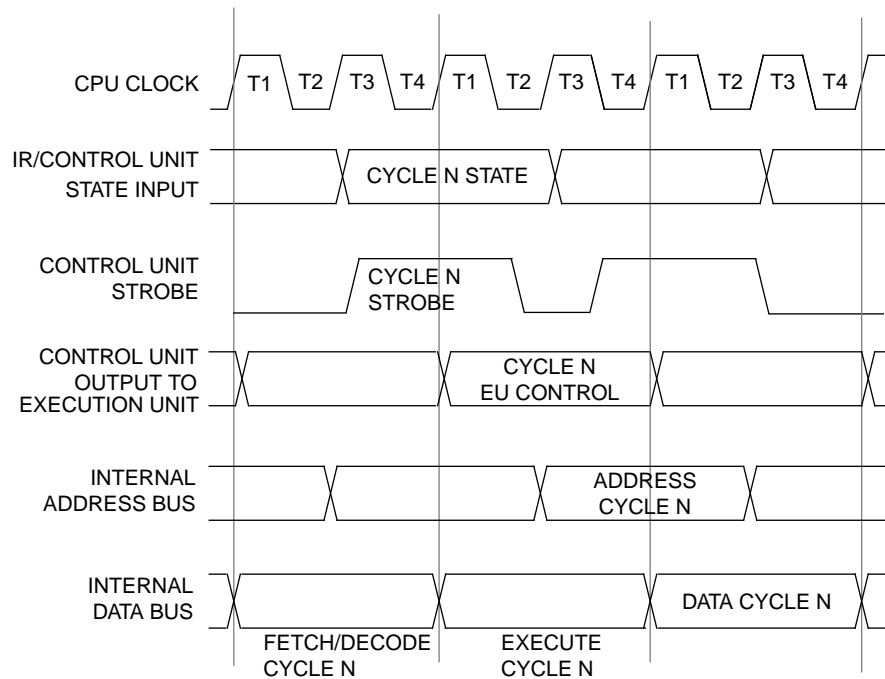 CPU CLOCK
T1 T2 T3 T4 T1 T2 T3 T4 T1 T2 T3 T4
IR/CONTROL UNIT
STATE INPUT
CYCLE N STATE
CONTROL UNIT
STROBE
CYCLE N
STROBE
CONTROL UNIT
OUTPUT TO
EXECUTION UNIT
CYCLE N
EU CONTROL
INTERNAL
ADDRESS BUS
ADDRESS
CYCLE N
INTERNAL
DATA BUS
DATA CYCLE N
FETCH/DECODE
CYCLE N
EXECUTE
CYCLE N